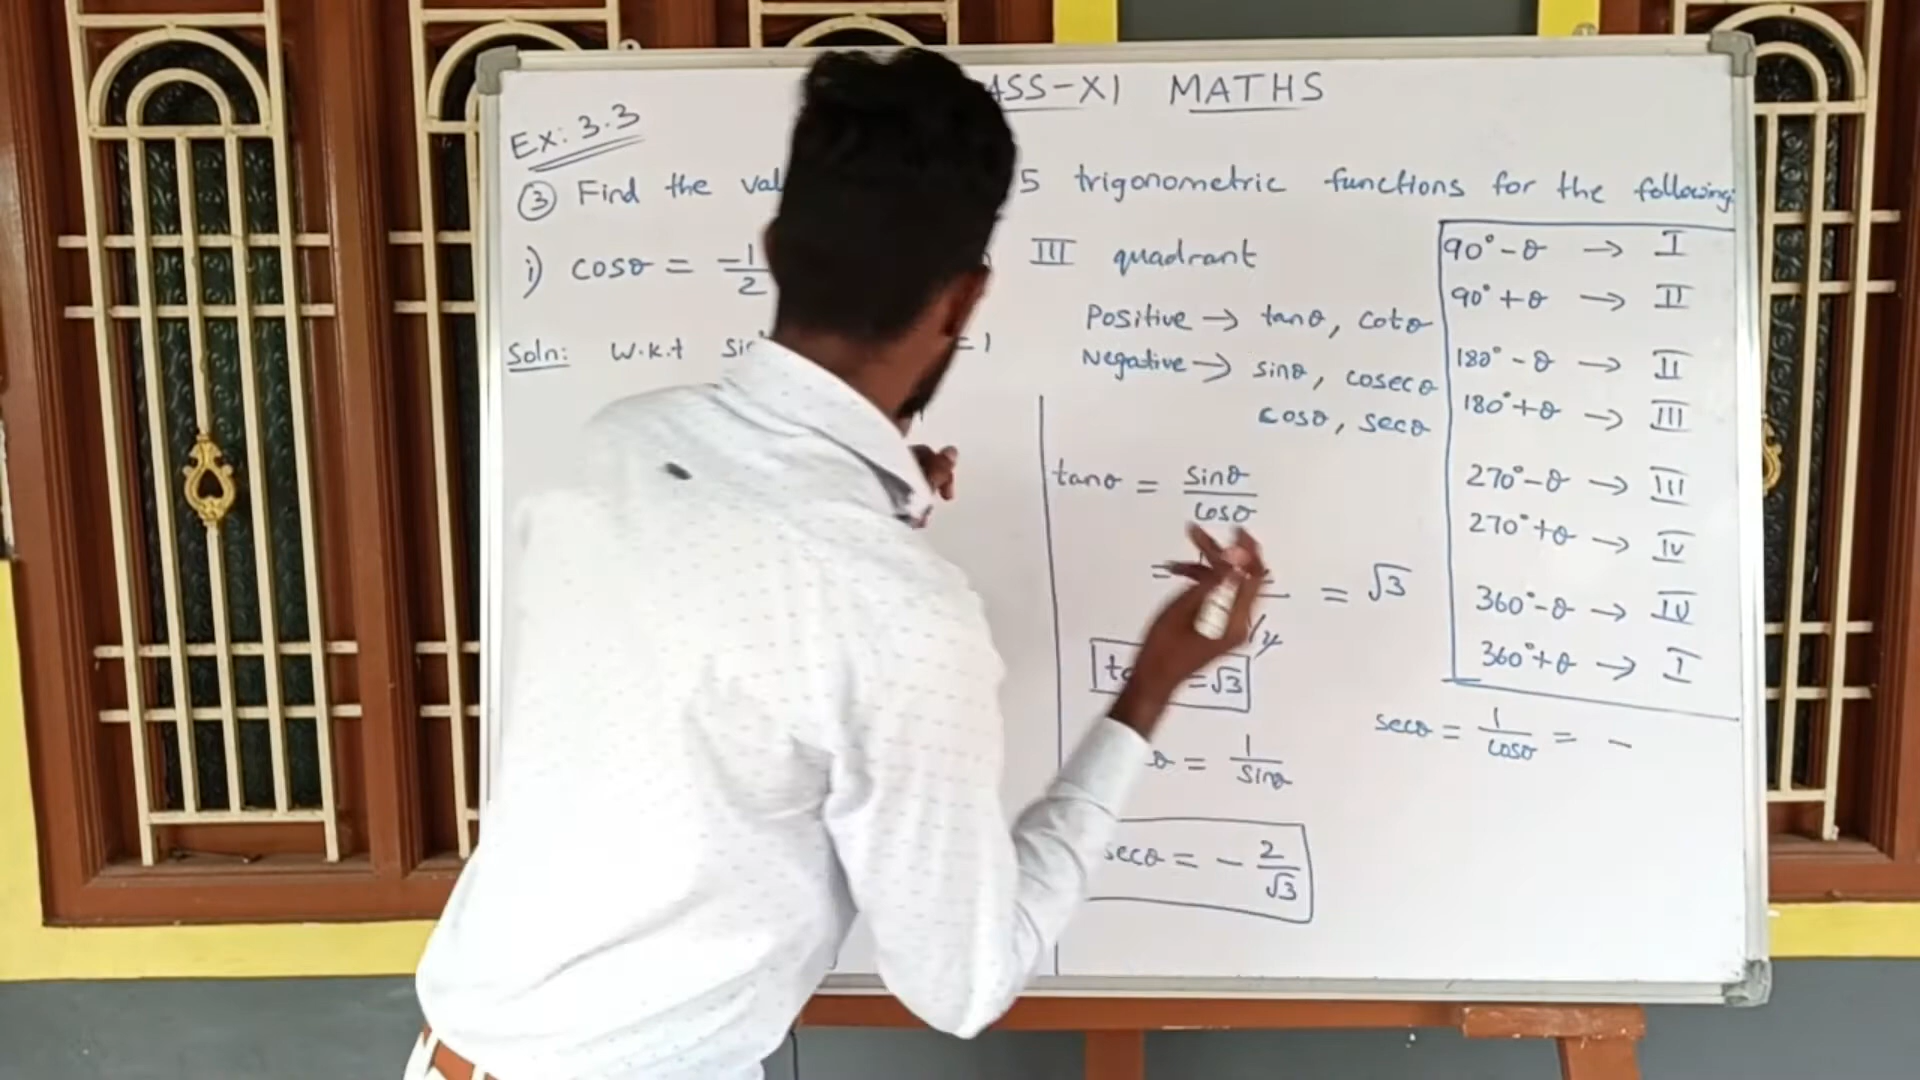 ASS-XI MATHS
Ex: 3.3
③ Find the 5 trigonometric functions for the following:
i) cosθ = -1/2 III quadrant
Positive → tanθ, cotθ
Negative → sinθ, cosecθ
cosθ, secθ
Soln: W.k.t = 1
tanθ = sinθ/cosθ
= √3
= √3
θ = 1/sinθ
secθ = - 2/√3
90° - θ → I
90° + θ → II
180° - θ → II
180° + θ → III
270° - θ → III
270° + θ → IV
360° - θ → IV
360° + θ → I
secθ = 1/cosθ = -